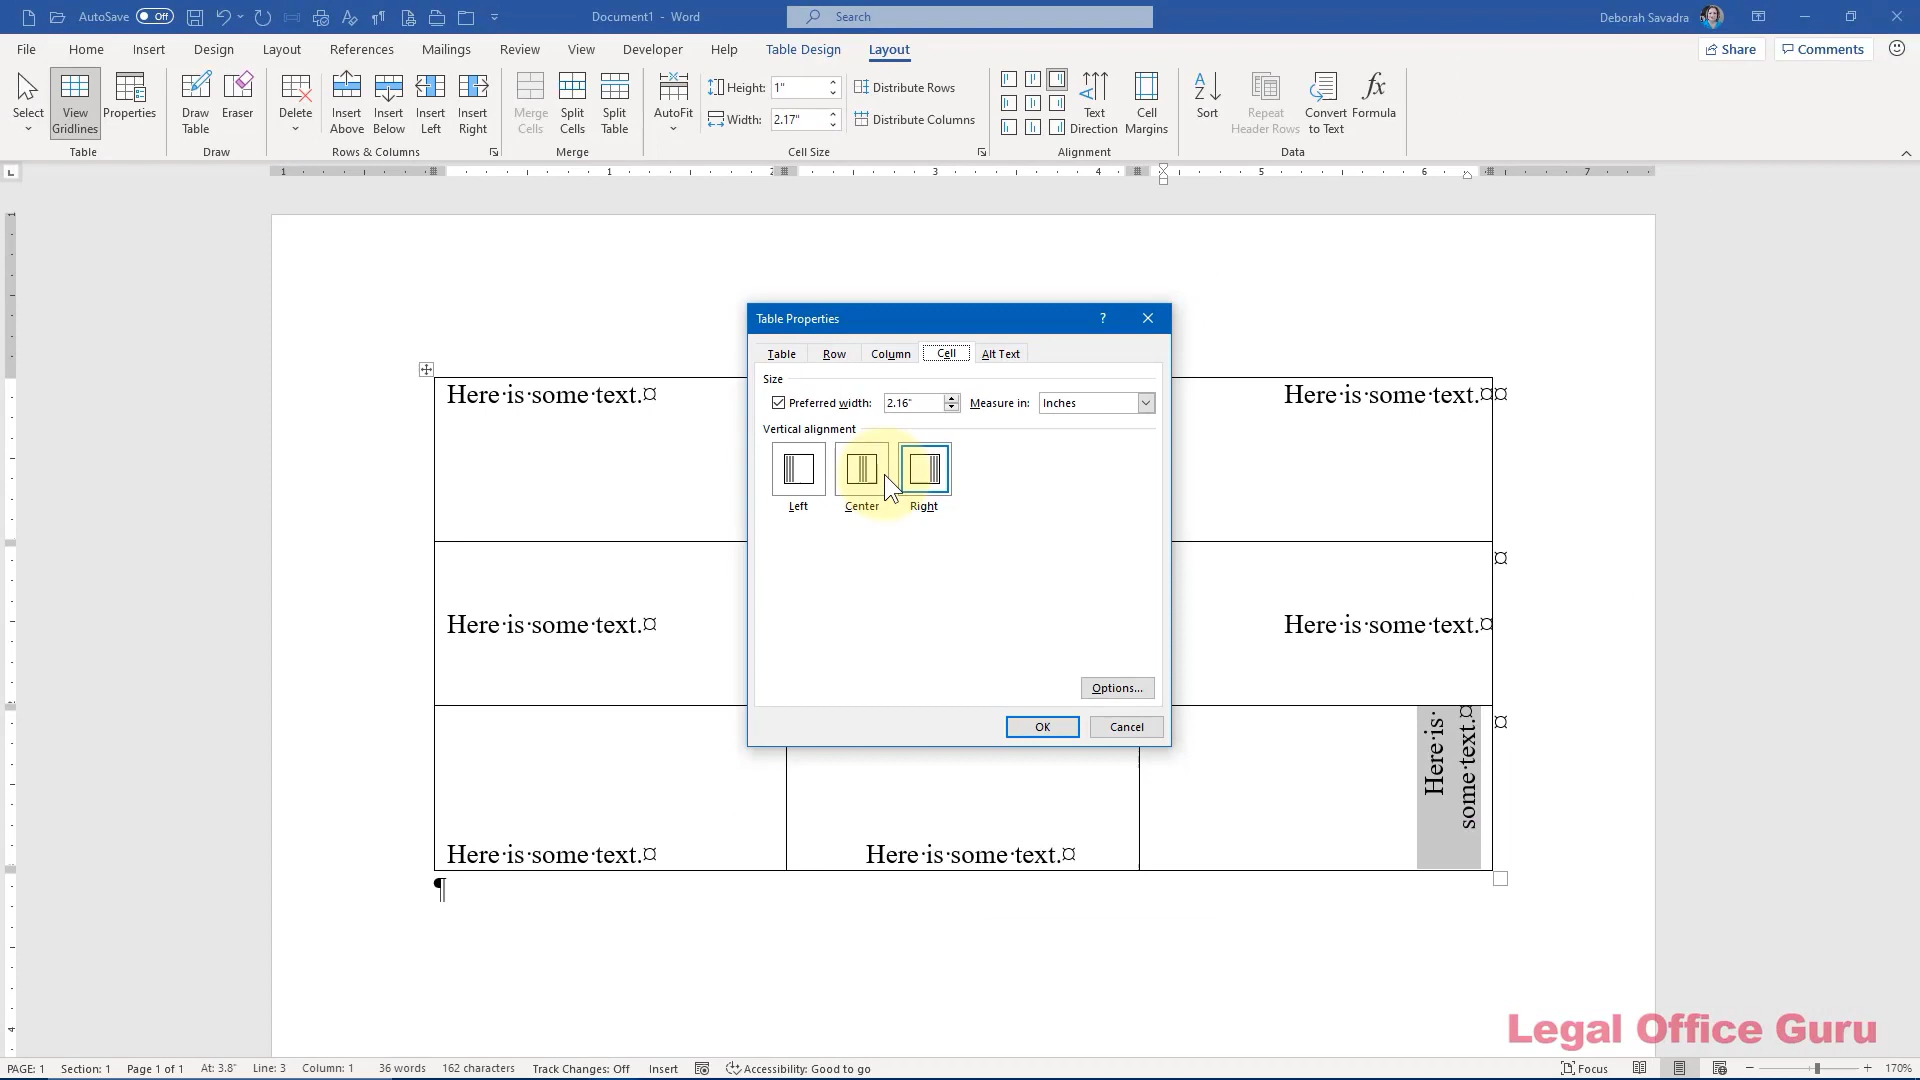 AutoSave Off
Document1 - Word
Search
Deborah Savadra
File Home Insert Design Layout References Mailings Review View Developer Help Table Design Layout
Share Comments
Select View Gridlines Properties
Table
Draw Table Eraser
Draw
Delete Insert Above Insert Below Insert Left Insert Right
Rows & Columns
Merge Cells Split Cells Split Table
Merge
AutoFit
Height: 1" Distribute Rows
Width: 2.17" Distribute Columns
Cell Size
Text Direction Cell Margins
Alignment
Sort Repeat Header Rows Convert to Text Formula
Data
1 1 2 3 4 5 6 7
Table Properties ?
Table Row Column Cell Alt Text
Size
Preferred width: 2.16" Measure in: Inches
Vertical alignment
Left Center Right
Options...
OK Cancel
Here·is·some·text.¤ Here·is·some·text.¤¤
¤
Here·is·some·text.¤ Here·is·some·text.¤
Here·is·
some·text.¤
¤
Here·is·some·text.¤ Here·is·some·text.¤
¶
Legal Office Guru
PAGE: 1 Section: 1 Page 1 of 1 At: 3.8" Line: 3 Column: 1 36 words 162 characters Track Changes: Off Insert Accessibility: Good to go Focus 170%